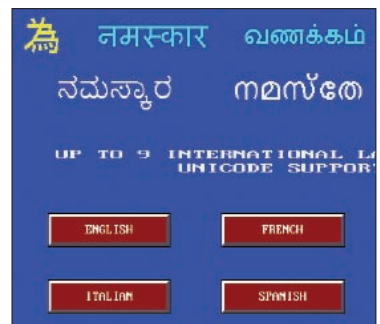 為 नमस्कार வணக்கம்
ನಮಸ್ಕಾರ നമസ്തേ
UP TO 9 INTERNATIONAL
UNICODE
ENGLISH FRENCH
ITALIAN SPANISH